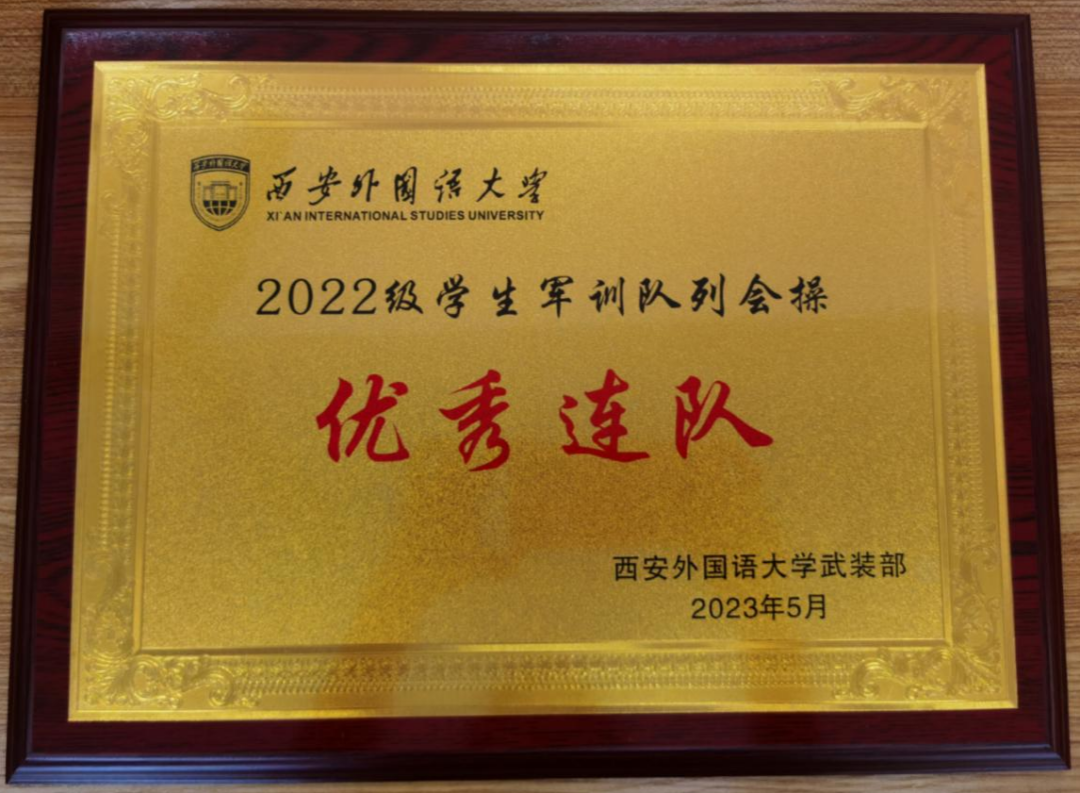 西安外国语大学
XI'AN INTERNATIONAL STUDIES UNIVERSITY
2022级学生军训队列会操
优秀连队
西安外国语大学武装部
2023年5月